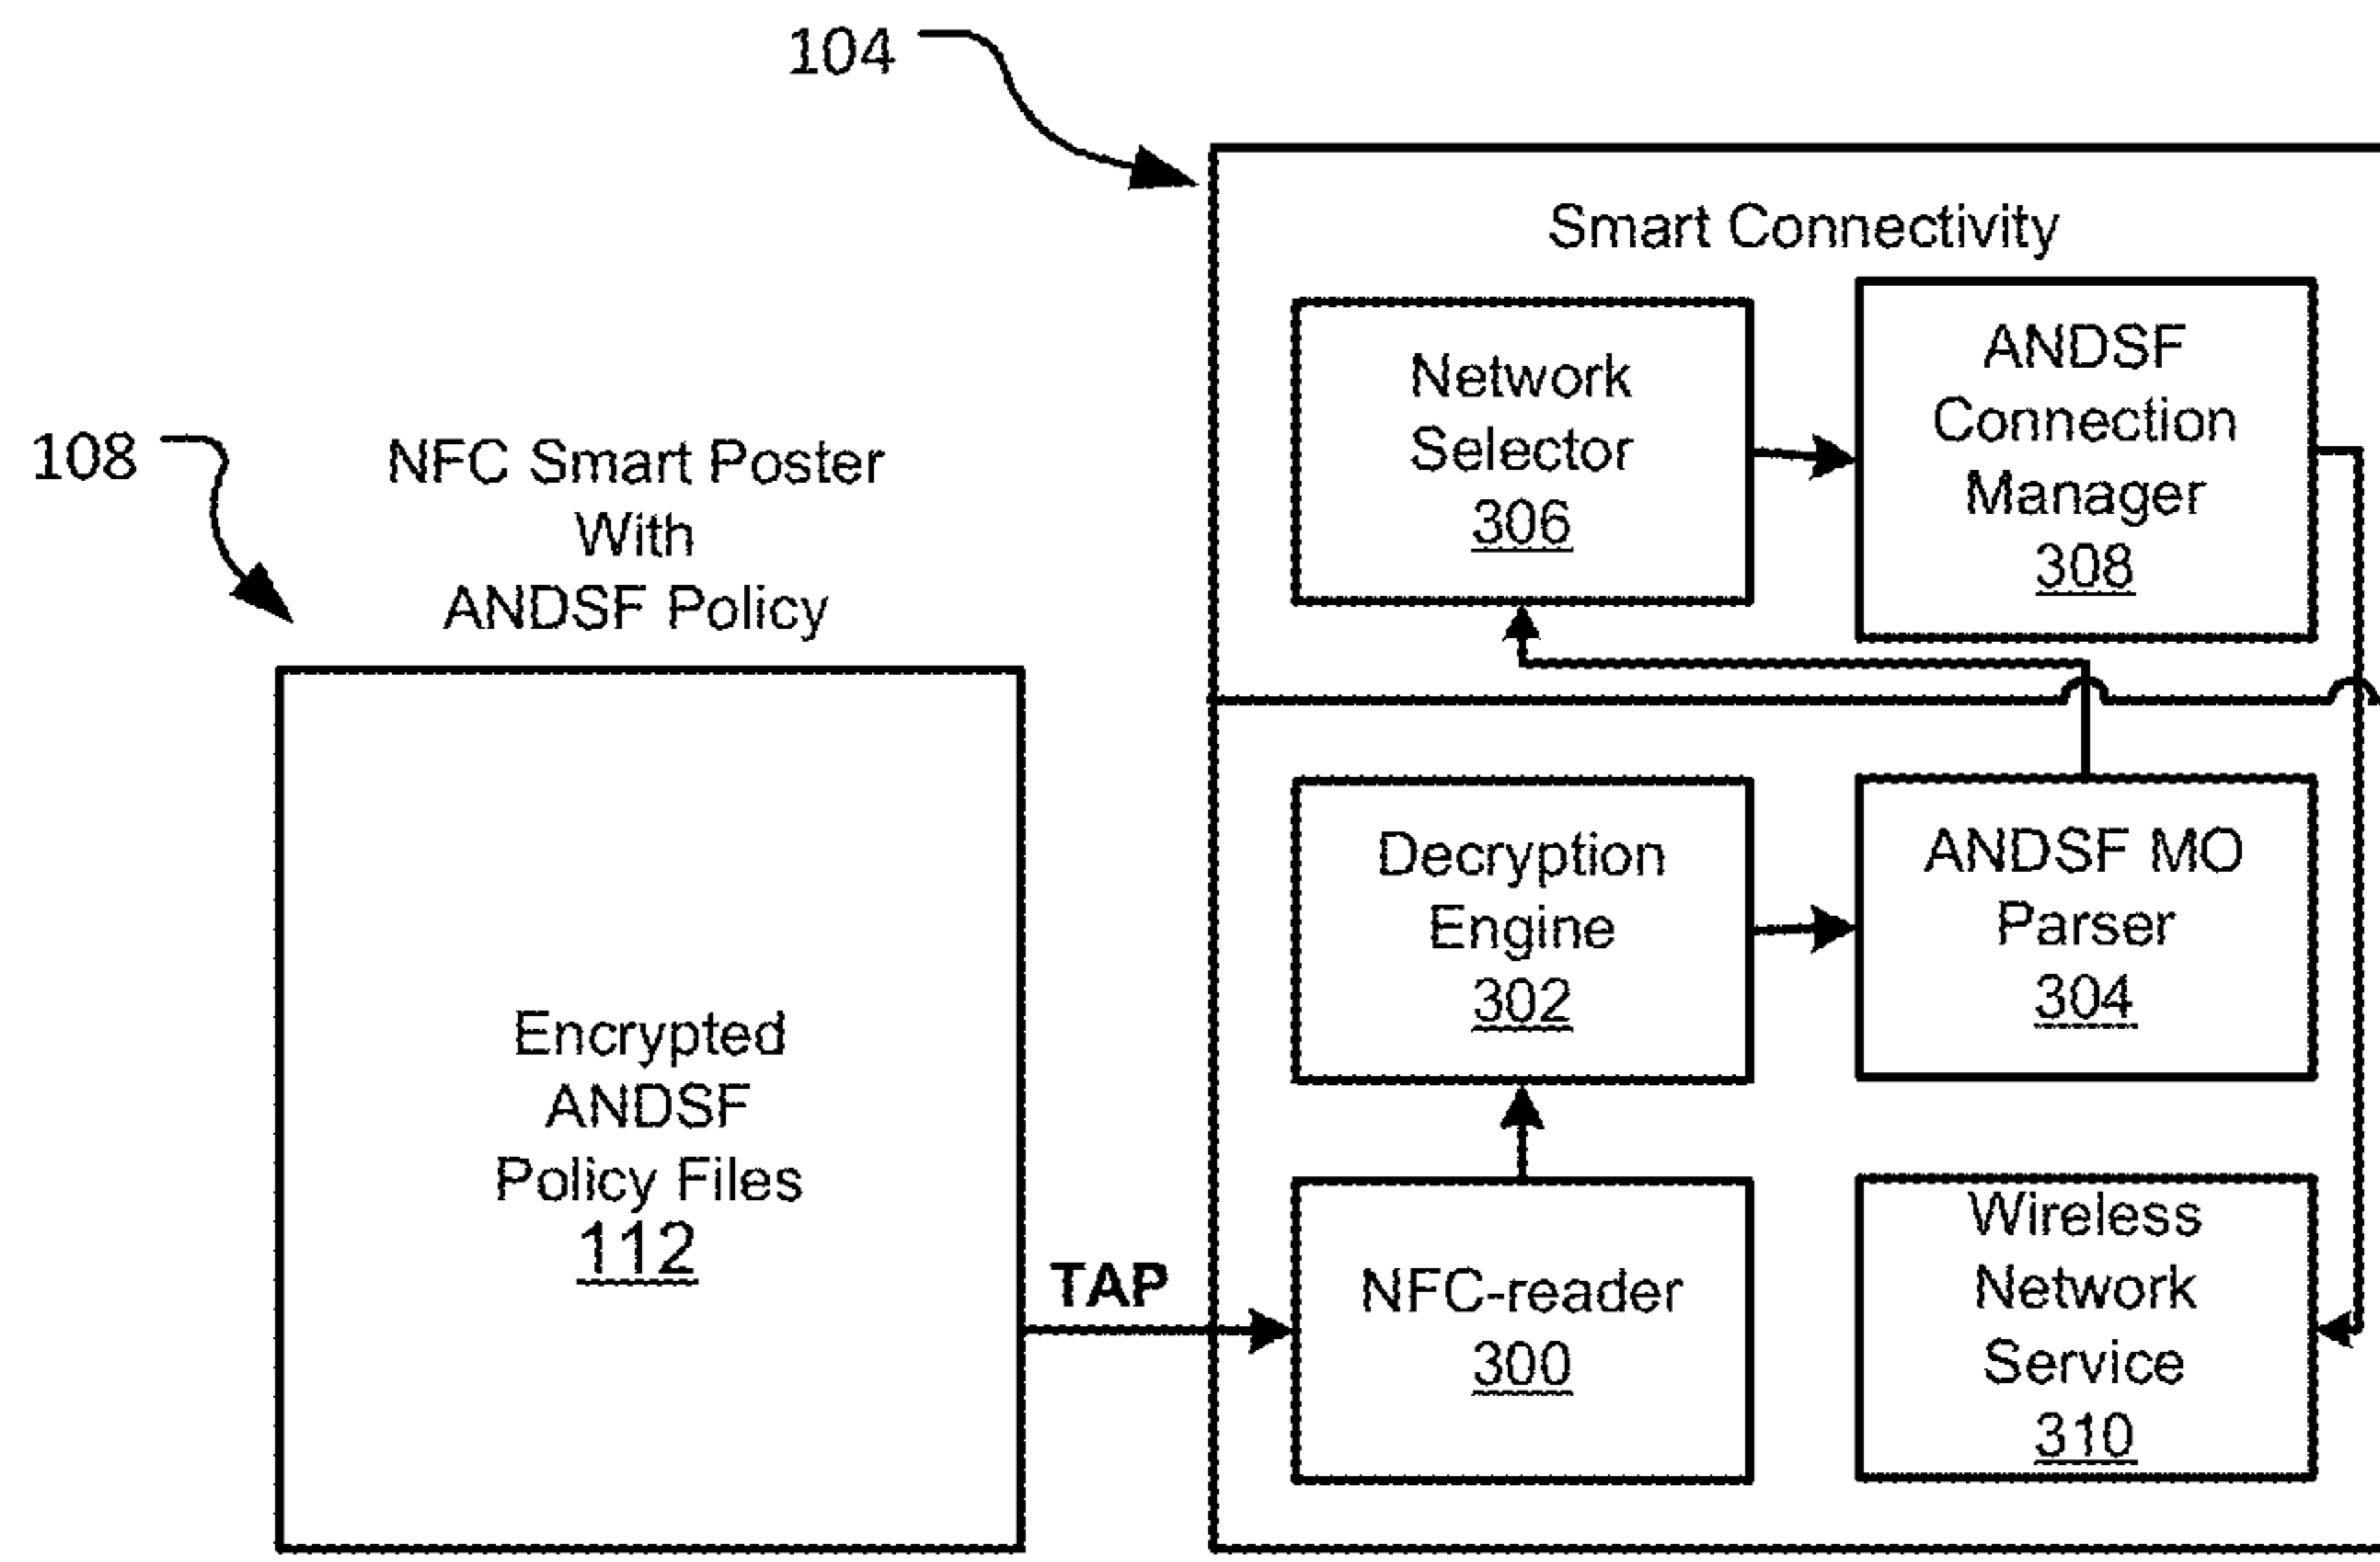 104
Smart Connectivity
Network
Selector
306
ANDSF
Connection
Manager
308
108
NFC Smart Poster
With
ANDSF Policy
Encrypted
ANDSF
Policy Files
112
TAP
Decryption
Engine
302
ANDSF MO
Parser
304
NFC-reader
300
Wireless
Network
Service
310